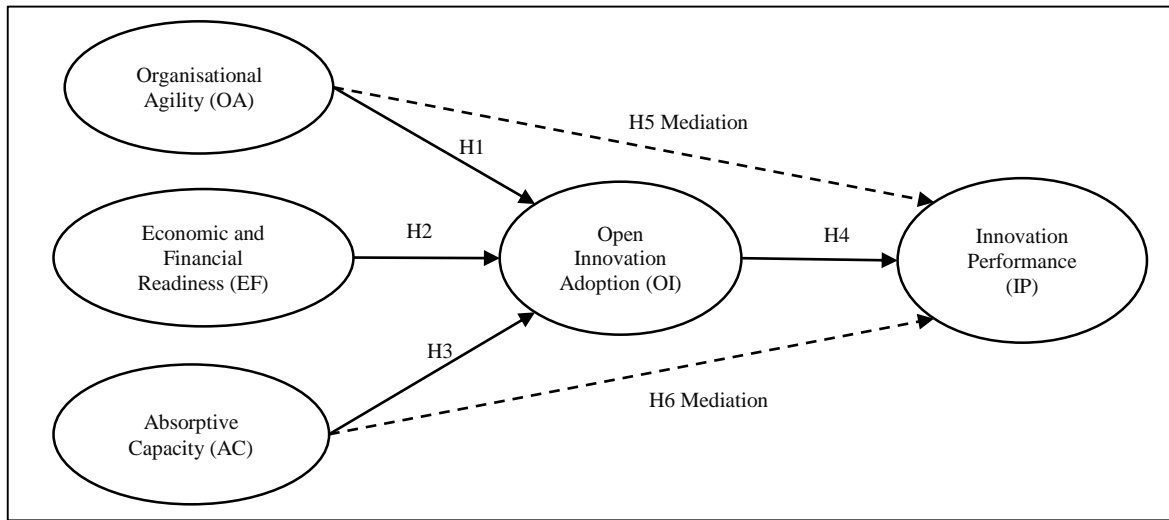 Organisational
Agility (OA)
H5 Mediation
H1
Economic and
Financial
Readiness (EF)
H2
Open
Innovation
Adoption (OI)
H4
Innovation
Performance
(IP)
H3
Absorptive
Capacity (AC)
H6 Mediation